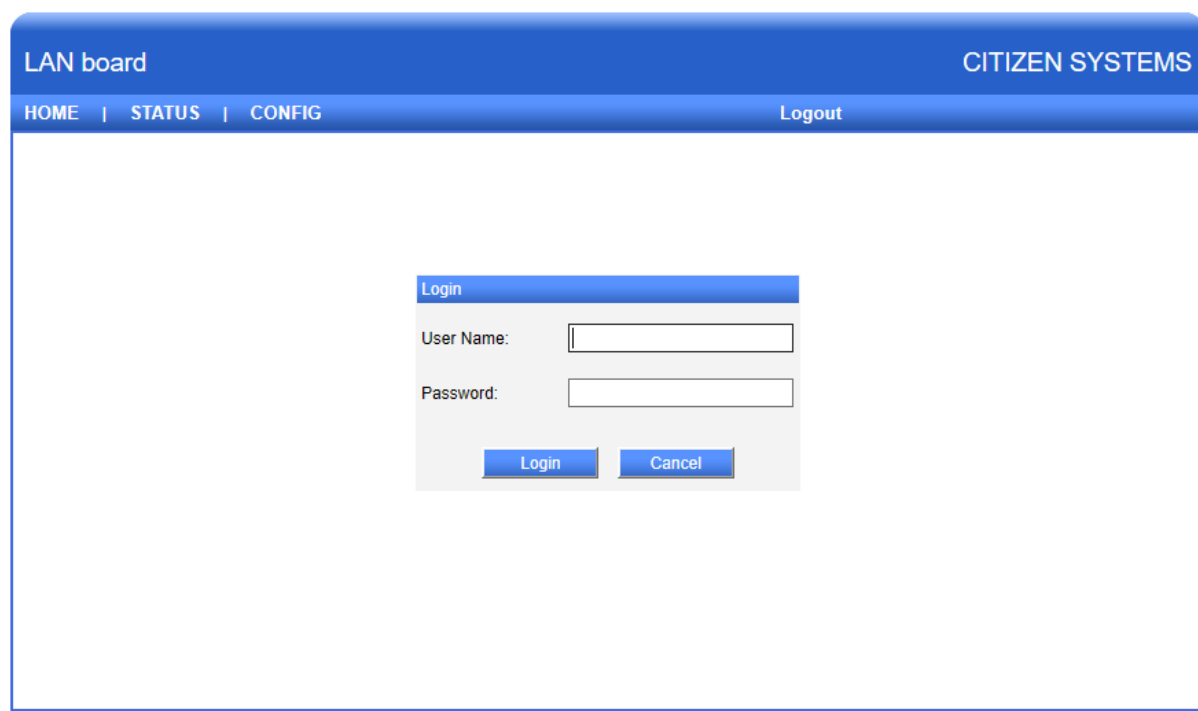 LAN board CITIZEN SYSTEMS
HOME | STATUS | CONFIG Logout
Login
User Name:
Password:
Login Cancel